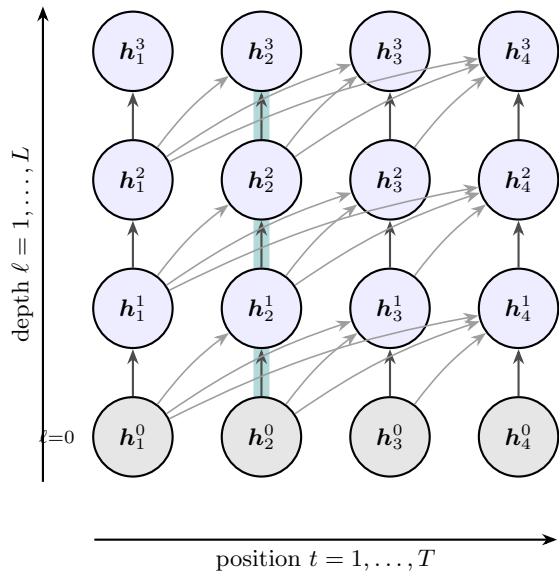 h_1^3 h_2^3 h_3^3 h_4^3
h_1^2 h_2^2 h_3^2 h_4^2
depth ℓ = 1, . . . , L
h_1^1 h_2^1 h_3^1 h_4^1
ℓ=0 h_1^0 h_2^0 h_3^0 h_4^0
position t = 1, . . . , T